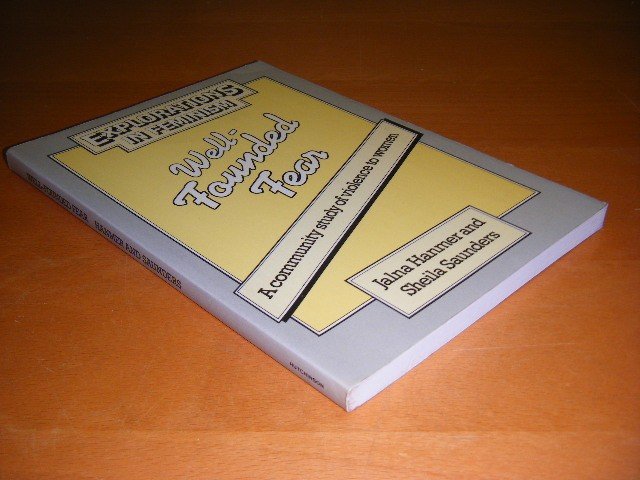 EXPLORATIONS
IN FEMINISM
Well-
Founded
Fear
A community study of violence to women
Jalna Hanmer and
Sheila Saunders
WELL-FOUNDED FEAR HANMER AND SAUNDERS
HUTCHINSON